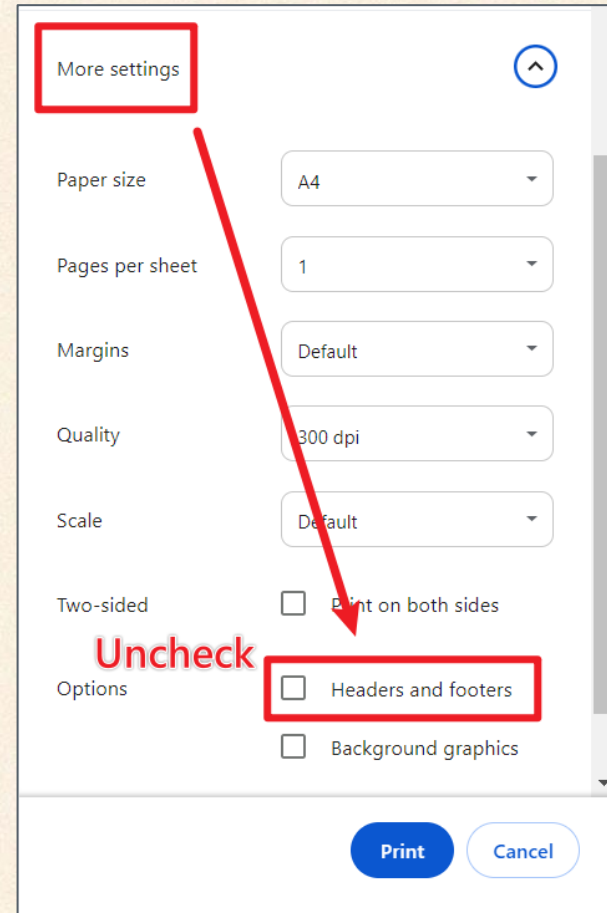 More settings
Paper size A4
Pages per sheet 1
Margins Default
Quality 300 dpi
Scale Default
Two-sided Print on both sides
Uncheck
Options Headers and footers
Background graphics
Print Cancel